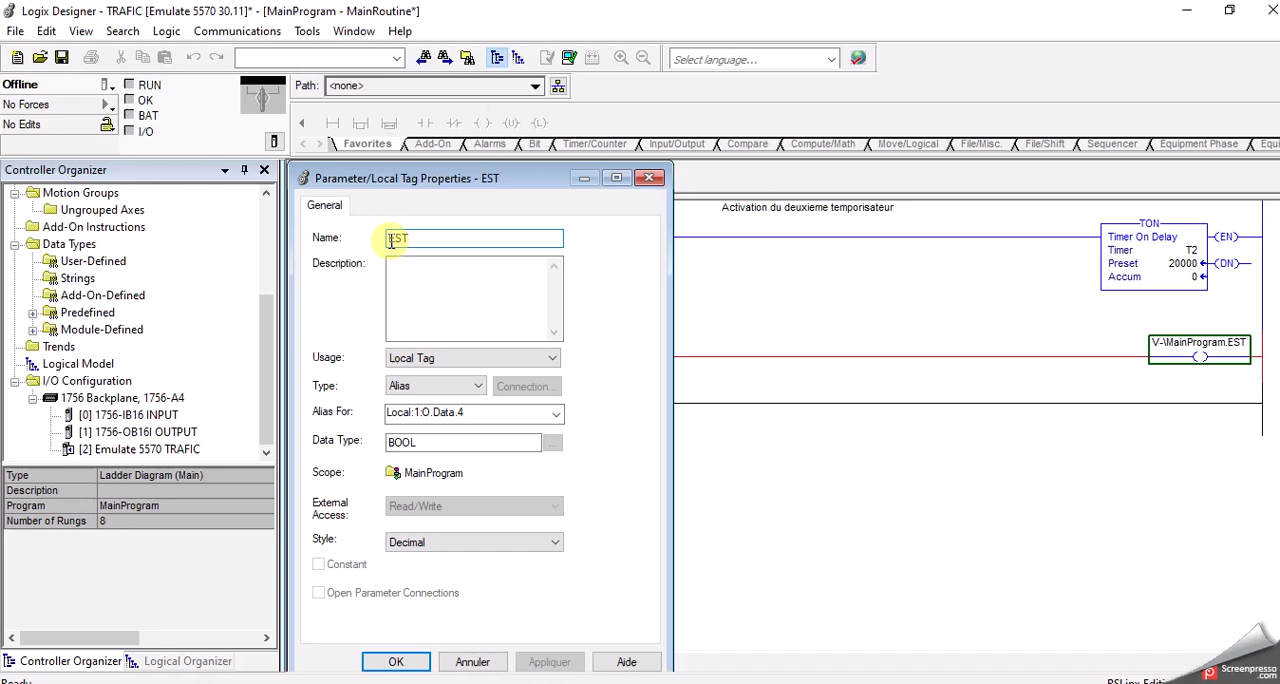 Logix Designer - TRAFIC [Emulate 5570 30.11]* - [MainProgram - MainRoutine*]
File Edit View Search Logic Communications Tools Window Help
Select language...
Offline RUN Path: <none>
No Forces OK
No Edits BAT
I/O
Favorites Add-On Alarms Bit Timer/Counter Input/Output Compare Compute/Math Move/Logical File/Misc. File/Shift Sequencer Equipment Phase Equi
Controller Organizer
Motion Groups
Ungrouped Axes
Add-On Instructions
Data Types
User-Defined
Strings
Add-On-Defined
Predefined
Module-Defined
Trends
Logical Model
I/O Configuration
1756 Backplane, 1756-A4
[0] 1756-IB16 INPUT
[1] 1756-OB16I OUTPUT
[2] Emulate 5570 TRAFIC
Type Ladder Diagram (Main)
Description
Program MainProgram
Number of Rungs 8
Controller Organizer Logical Organizer
Parameter/Local Tag Properties - EST
General
Name: EST
Description:
Usage: Local Tag
Type: Alias Connection...
Alias For: Local:1:O.Data.4
Data Type: BOOL ...
Scope: MainProgram
External Access: Read/Write
Style: Decimal
Constant
Open Parameter Connections
OK Annuler Appliquer Aide
Activation du deuxieme temporisateur
TON
Timer On Delay (EN)
Timer T2
Preset 20000 (DN)
Accum 0
V-\MainProgram.EST
Screenpresso
.com